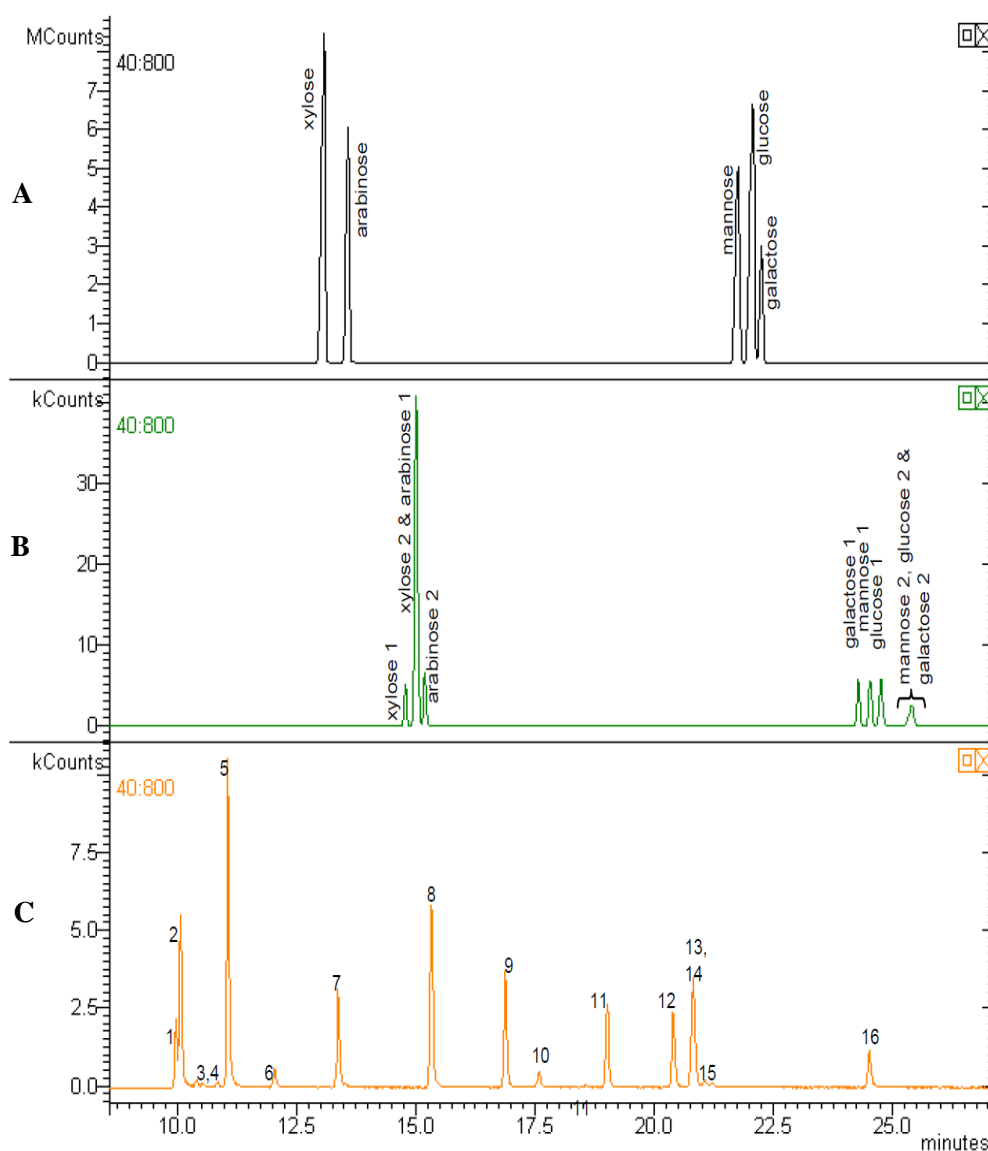 A
MCounts
40:800
7
6
5
4
3
2
1
0
xylose
arabinose
mannose
glucose
galactose
B
kCounts
40:800
30
20
10
0
xylose 1
xylose 2 & arabinose 1
arabinose 2
galactose 1
mannose 1
glucose 1
mannose 2, glucose 2 &
galactose 2
C
kCounts
40:800
7.5
5.0
2.5
0.0
1
2
3,4
5
6
7
8
9
10
11
12
13,
14
15
16
10.0
12.5
15.0
17.5
20.0
22.5
25.0
minutes